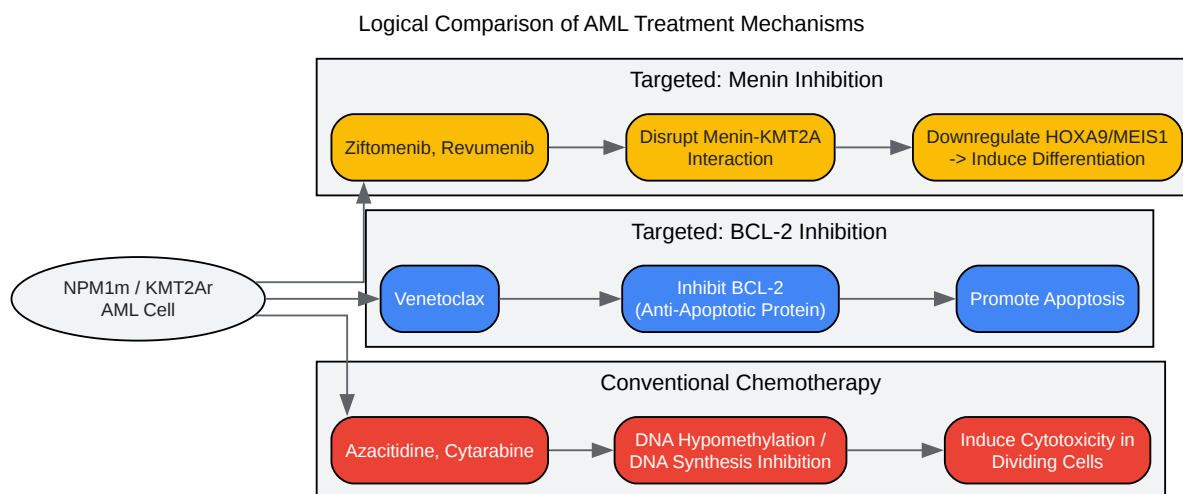 Logical Comparison of AML Treatment Mechanisms
Targeted: Menin Inhibition
Ziftomenib, Revumenib
Disrupt Menin-KMT2A
Interaction
Downregulate HOXA9/MEIS1
-> Induce Differentiation
NPM1m / KMT2Ar
AML Cell
Targeted: BCL-2 Inhibition
Venetoclax
Inhibit BCL-2
(Anti-Apoptotic Protein)
Promote Apoptosis
Conventional Chemotherapy
Azacitidine, Cytarabine
DNA Hypomethylation /
DNA Synthesis Inhibition
Induce Cytotoxicity in
Dividing Cells